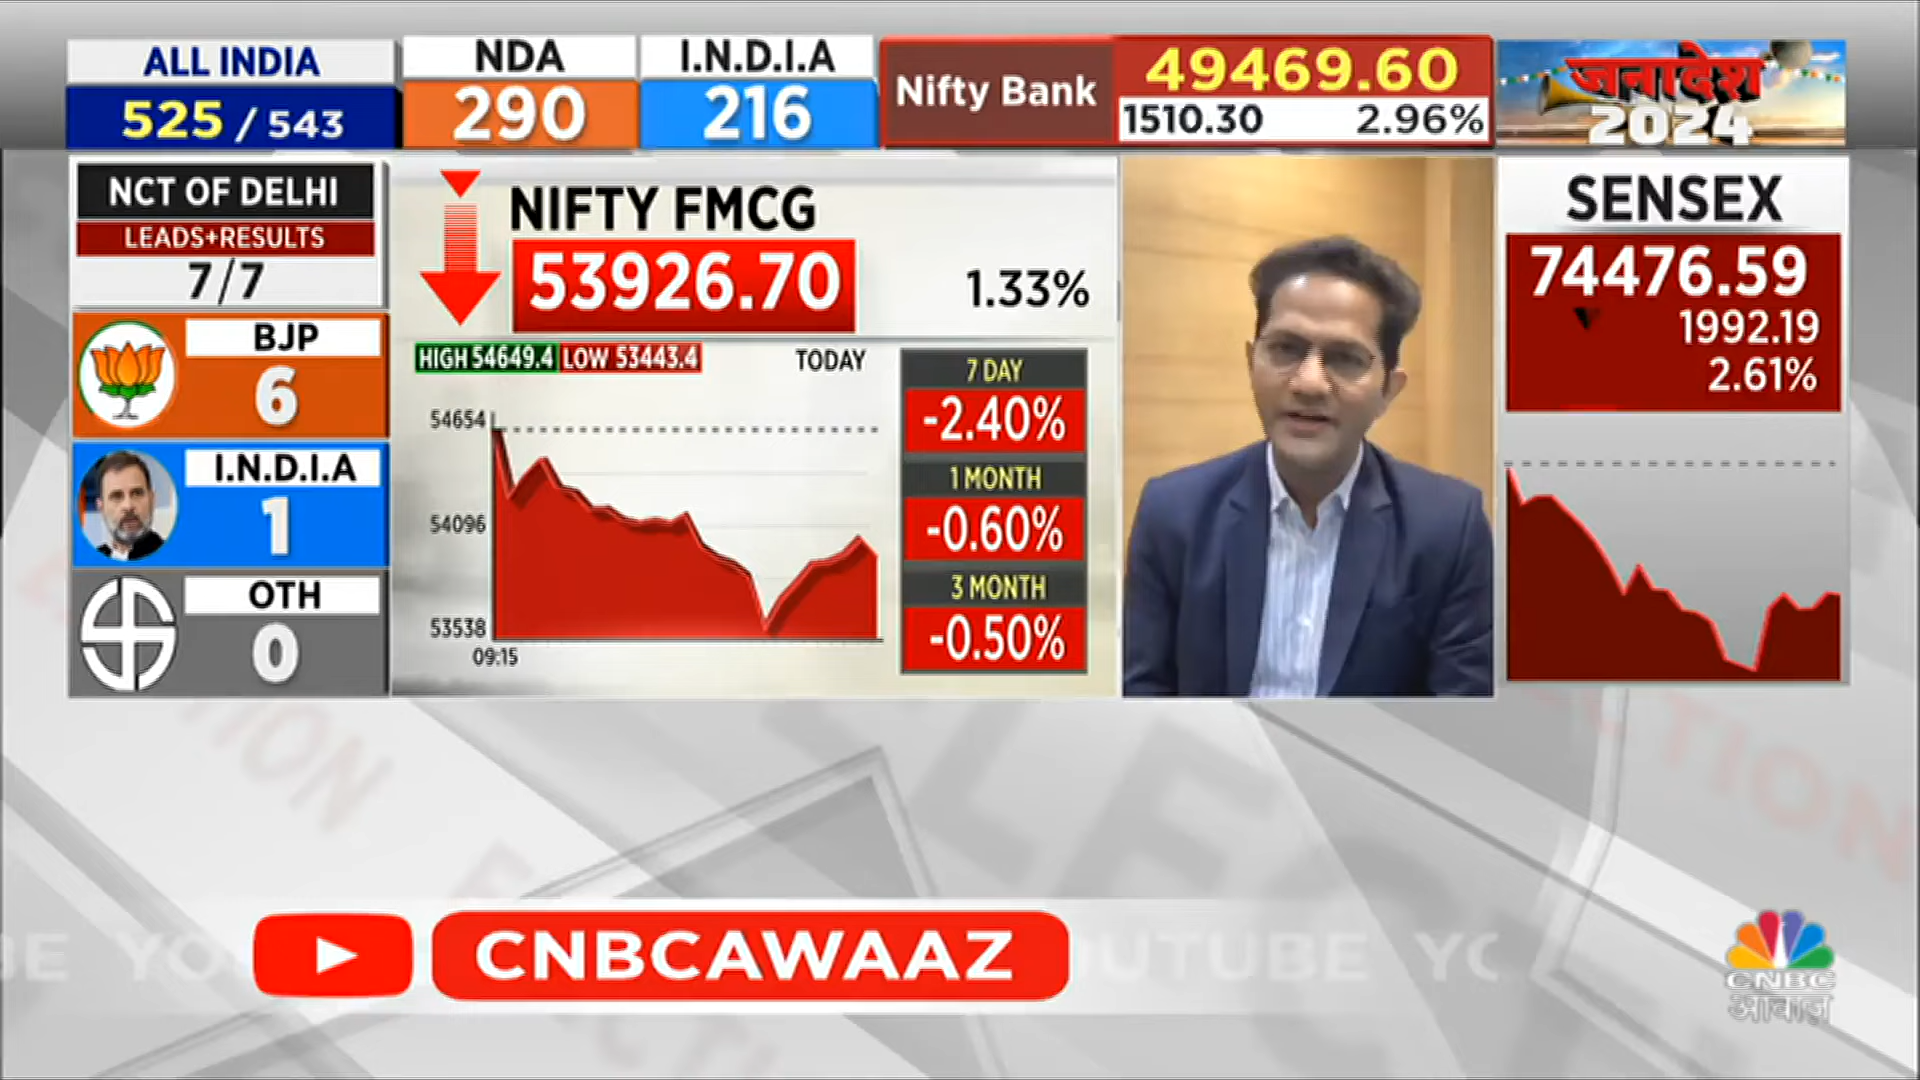 ALL INDIA
525 / 543
NDA
290
I.N.D.I.A
216
Nifty Bank
49469.60
1510.30 2.96%
जनादेश
2024
NCT OF DELHI
LEADS+RESULTS
7/7
BJP
6
I.N.D.I.A
1
OTH
0
NIFTY FMCG
53926.70
1.33%
HIGH 54649.4 LOW 53443.4
TODAY
54654
54096
53538
09:15
7 DAY
-2.40%
1 MONTH
-0.60%
3 MONTH
-0.50%
SENSEX
74476.59
1992.19
2.61%
CNBCAWAAZ
CNBC
आवाज़